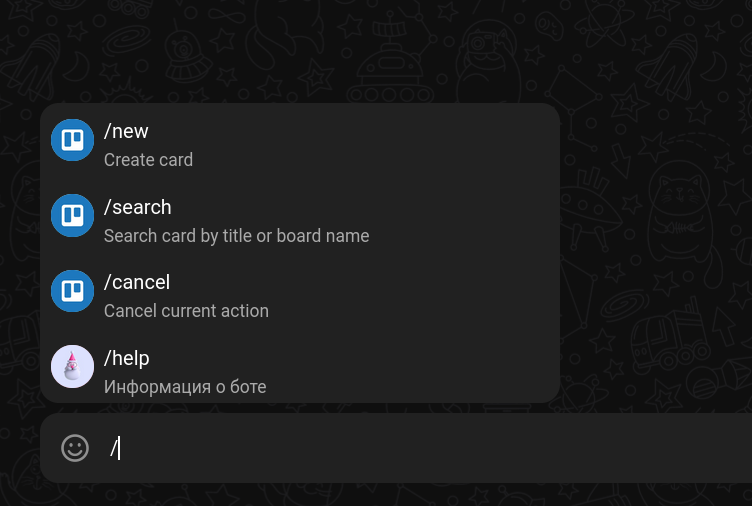 /new
Create card
/search
Search card by title or board name
/cancel
Cancel current action
/help
Информация о боте
/